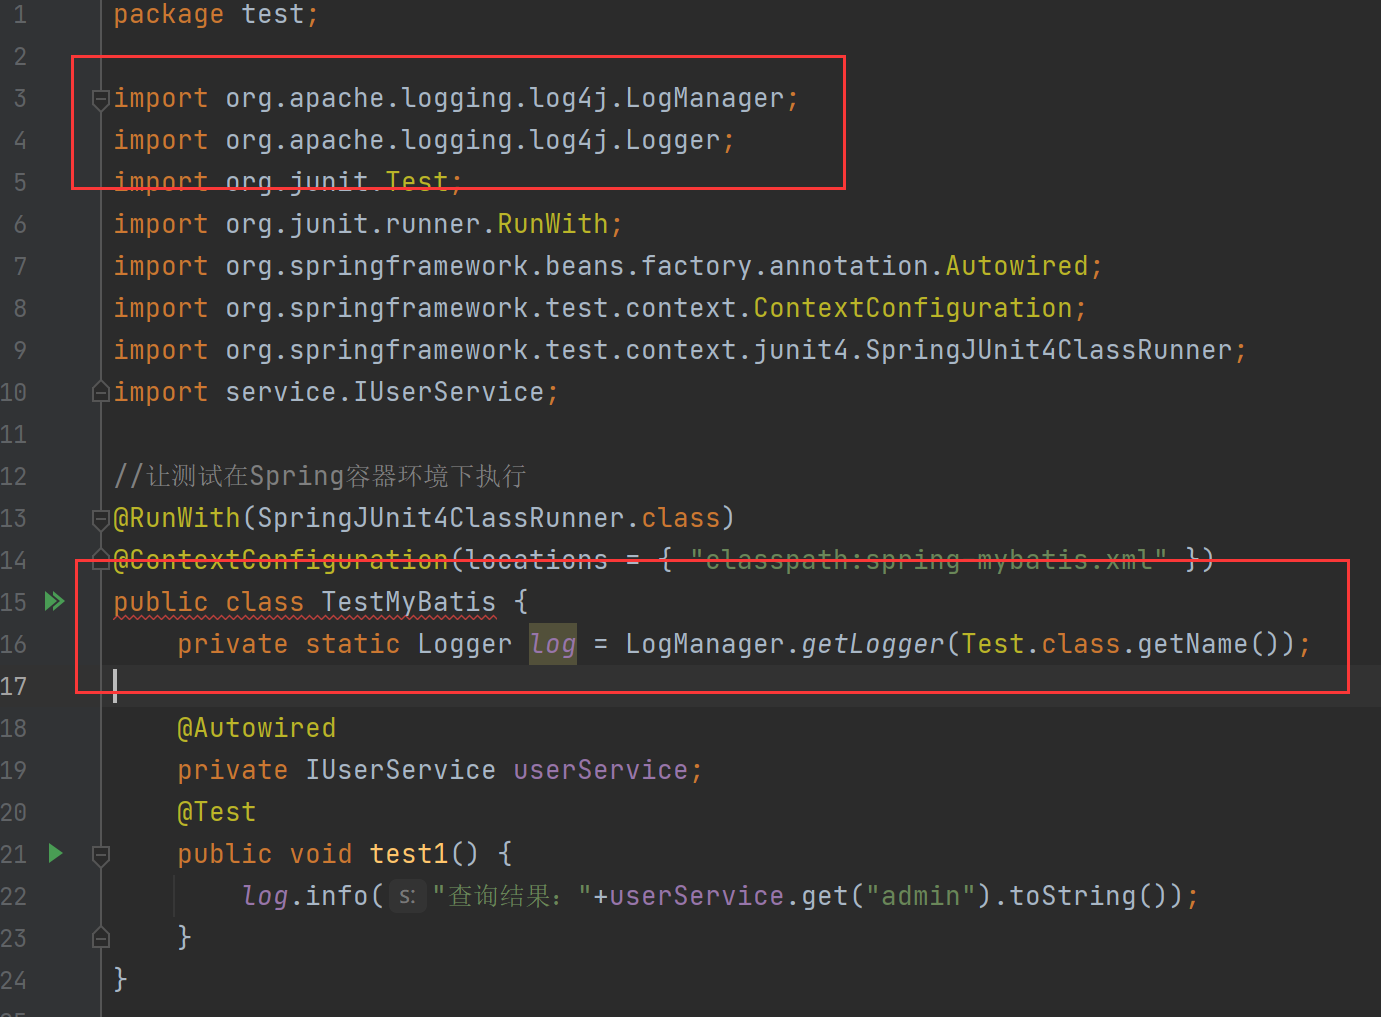 1 package test;
2
3 import org.apache.logging.log4j.LogManager;
4 import org.apache.logging.log4j.Logger;
5 import org.junit.Test;
6 import org.junit.runner.RunWith;
7 import org.springframework.beans.factory.annotation.Autowired;
8 import org.springframework.test.context.ContextConfiguration;
9 import org.springframework.test.context.junit4.SpringJUnit4ClassRunner;
10 import service.IUserService;
11
12 //让测试在Spring容器环境下执行
13 @RunWith(SpringJUnit4ClassRunner.class)
14 @ContextConfiguration(locations = { "classpath:spring-mybatis.xml" })
15 public class TestMyBatis {
16 private static Logger log = LogManager.getLogger(Test.class.getName());
17
18 @Autowired
19 private IUserService userService;
20 @Test
21 public void test1() {
22 log.info( s: "查询结果："+userService.get("admin").toString());
23 }
24 }